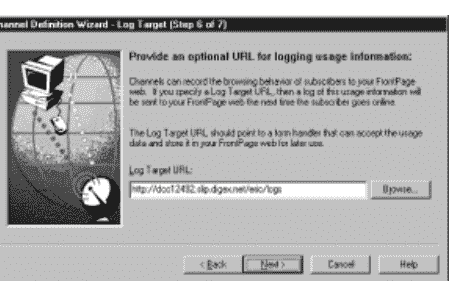 hannel Definition Wizard - Log Target (Step 6 of 7)
Provide an optional URL for logging usage information:
Channels can record the browsing behavior of subscribers to your FrontPage
web. If you specify a Log Target URL, then a log of this usage information will
be sent to your FrontPage web the next time the subscriber goes online.
The Log Target URL should point to a form handler that can accept the usage
data and store it in your FrontPage web for later use.
Log Target URL:
http://dcc12492.slip.digex.net/eric/logs
Browse...
< Back
Next >
Cancel
Help